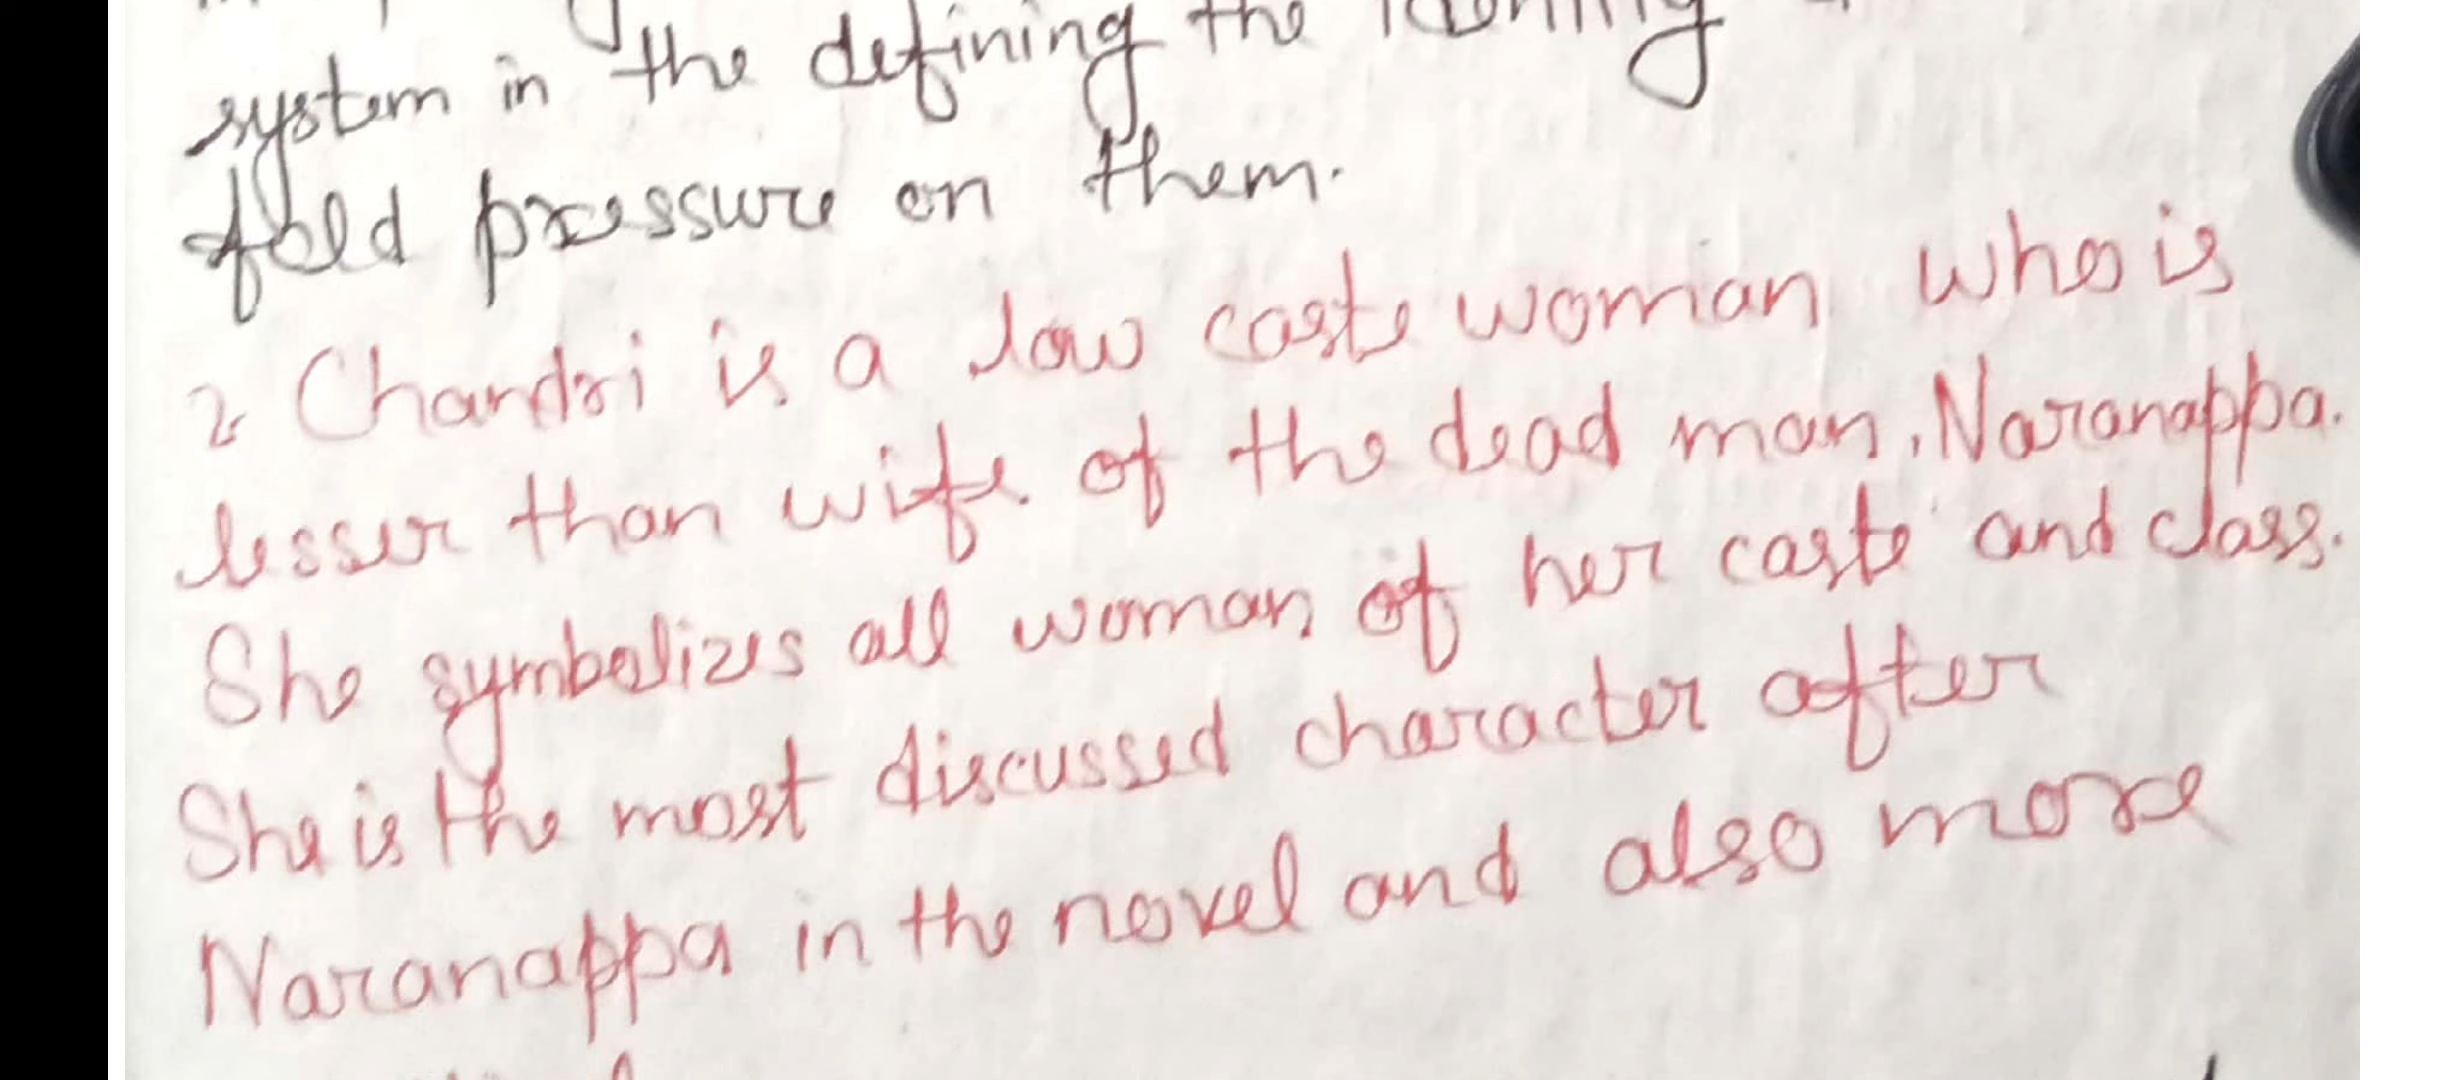 system in the defining the identity
fold pressure on them.
2 Chandri is a low caste woman who is
lesser than wife of the dead man, Naranappa.
She symbolizes all woman of her caste and class.
She is the most discussed character after
Naranappa in the novel and also more